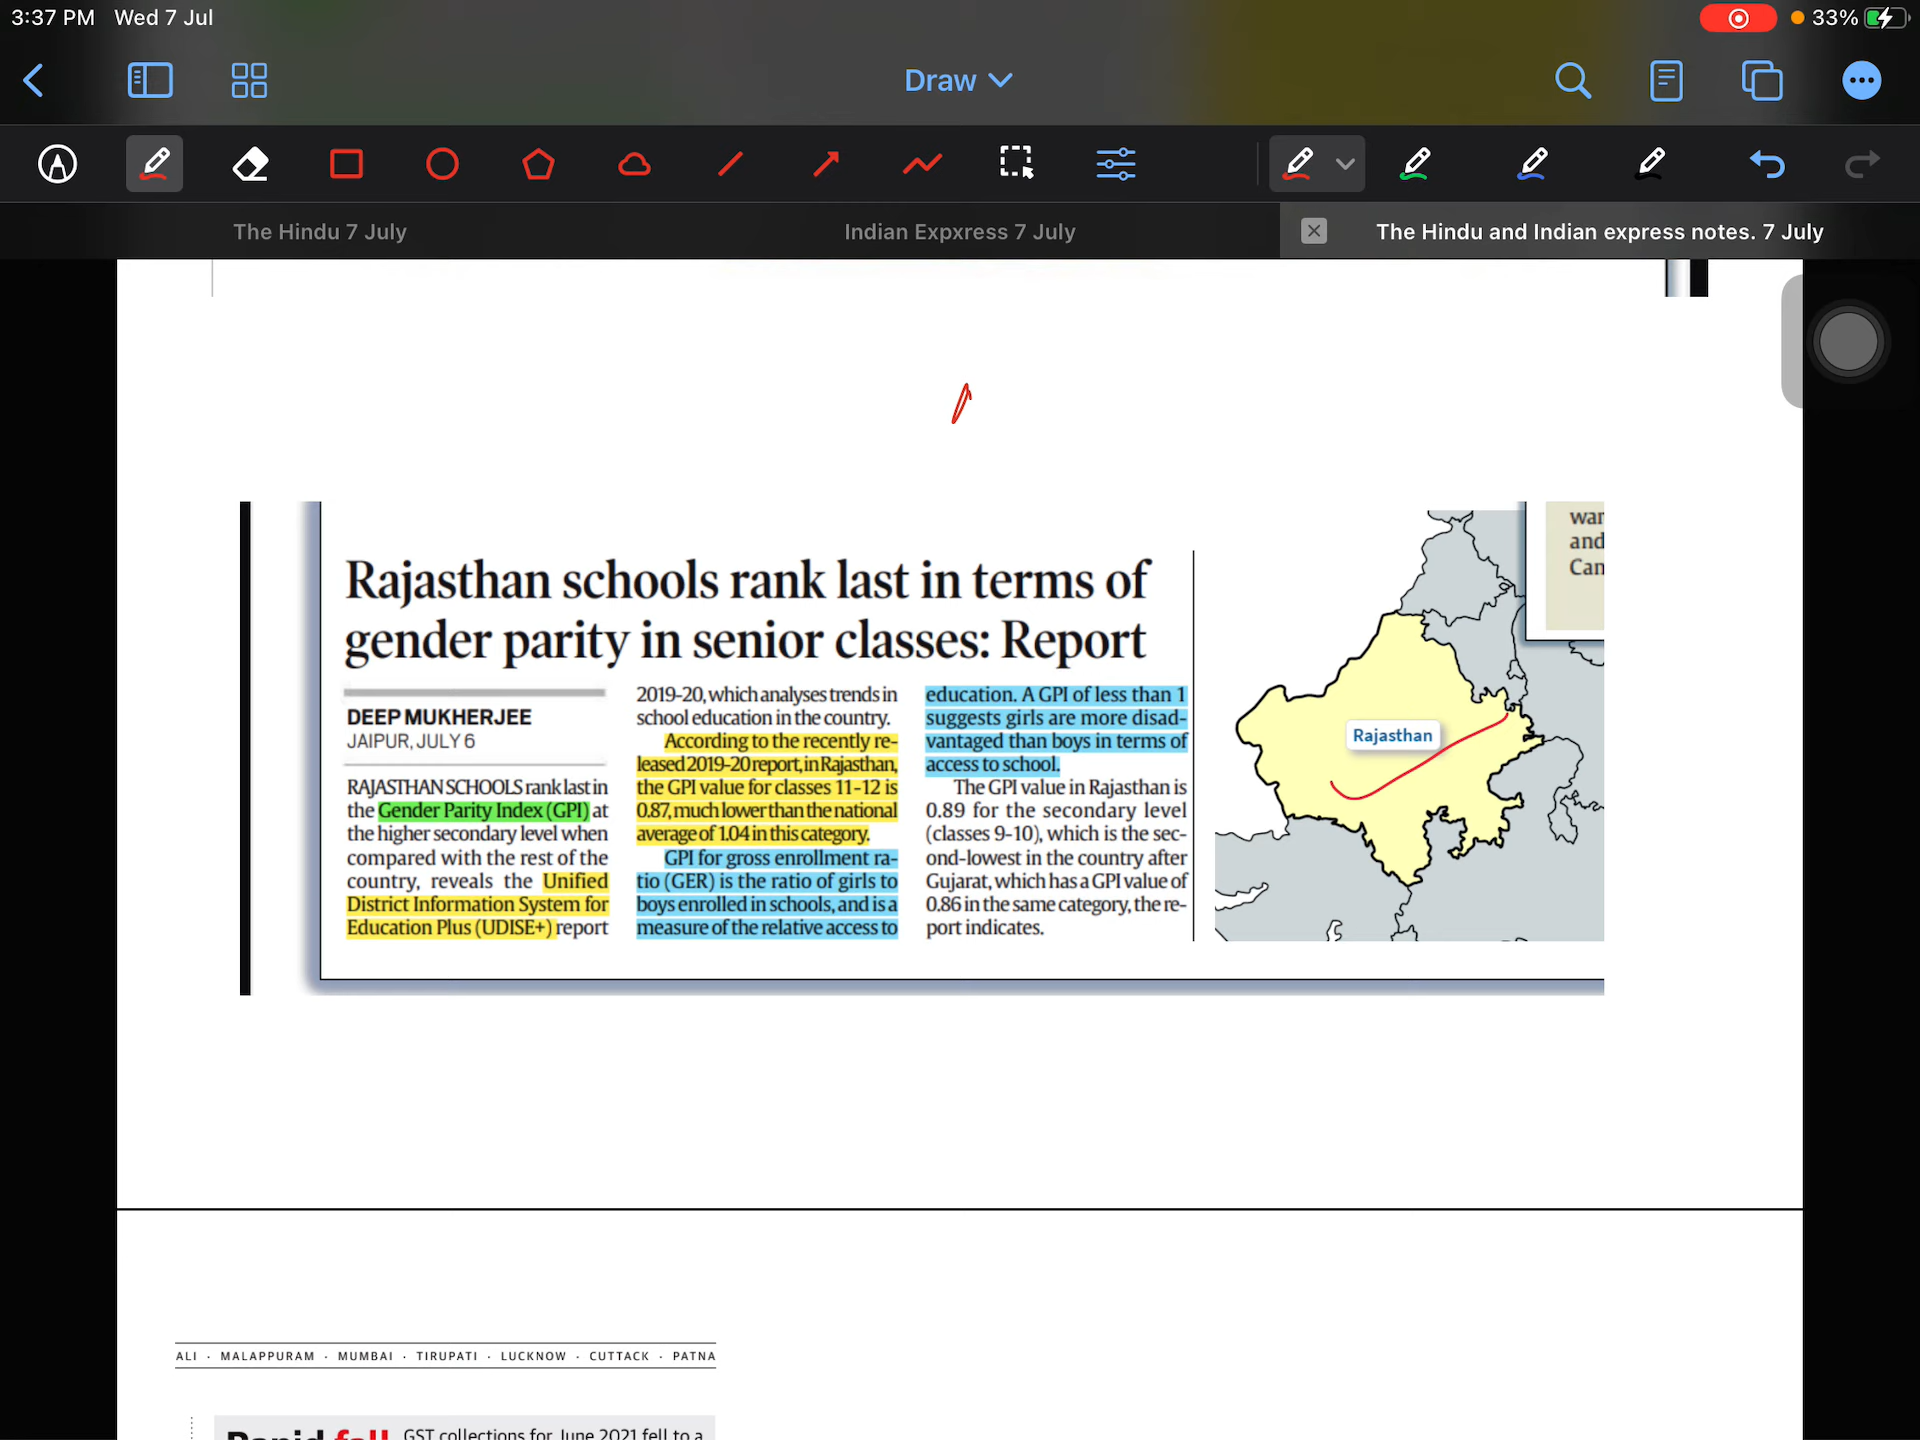 3:37 PM Wed 7 Jul
33%
Draw
The Hindu 7 July
Indian Expxress 7 July
The Hindu and Indian express notes. 7 July
Rajasthan schools rank last in terms of
gender parity in senior classes: Report
DEEP MUKHERJEE
JAIPUR, JULY 6
RAJASTHAN SCHOOLS rank last in
the Gender Parity Index (GPI) at
the higher secondary level when
compared with the rest of the
country, reveals the Unified
District Information System for
Education Plus (UDISE+) report
2019-20, which analyses trends in
school education in the country.
According to the recently re-
leased 2019-20 report, in Rajasthan,
the GPI value for classes 11-12 is
0.87, much lower than the national
average of 1.04 in this category.
GPI for gross enrollment ra-
tio (GER) is the ratio of girls to
boys enrolled in schools, and is a
measure of the relative access to
education. A GPI of less than 1
suggests girls are more disad-
vantaged than boys in terms of
access to school.
The GPI value in Rajasthan is
0.89 for the secondary level
(classes 9-10), which is the sec-
ond-lowest in the country after
Gujarat, which has a GPI value of
0.86 in the same category, the re-
port indicates.
Rajasthan
war
and
Can
ALI · MALAPPURAM · MUMBAI · TIRUPATI · LUCKNOW · CUTTACK · PATNA
Rapid fall GST collections for June 2021 fell to a